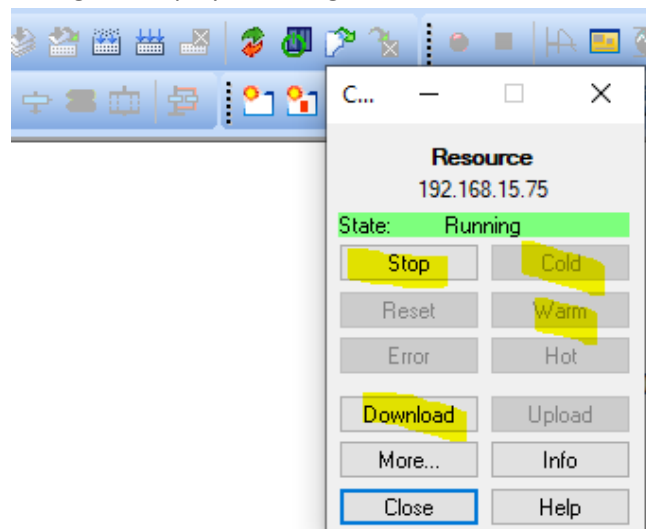 C...
Resource
192.168.15.75
State: Running
Stop Cold
Reset Warm
Error Hot
Download Upload
More... Info
Close Help